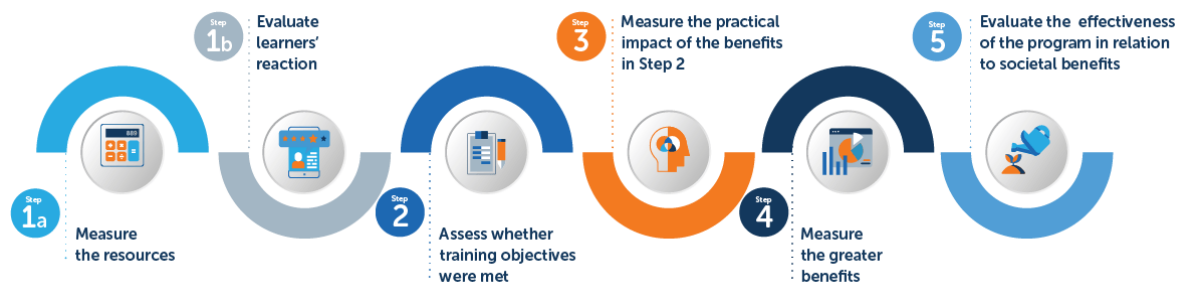 Step
1a
Measure
the resources
Step
1b
Evaluate
learners'
reaction
Step
2
Assess whether
training objectives
were met
Step
3
Measure the practical
impact of the benefits
in Step 2
Step
4
Measure
the greater
benefits
Step
5
Evaluate the effectiveness
of the program in relation
to societal benefits